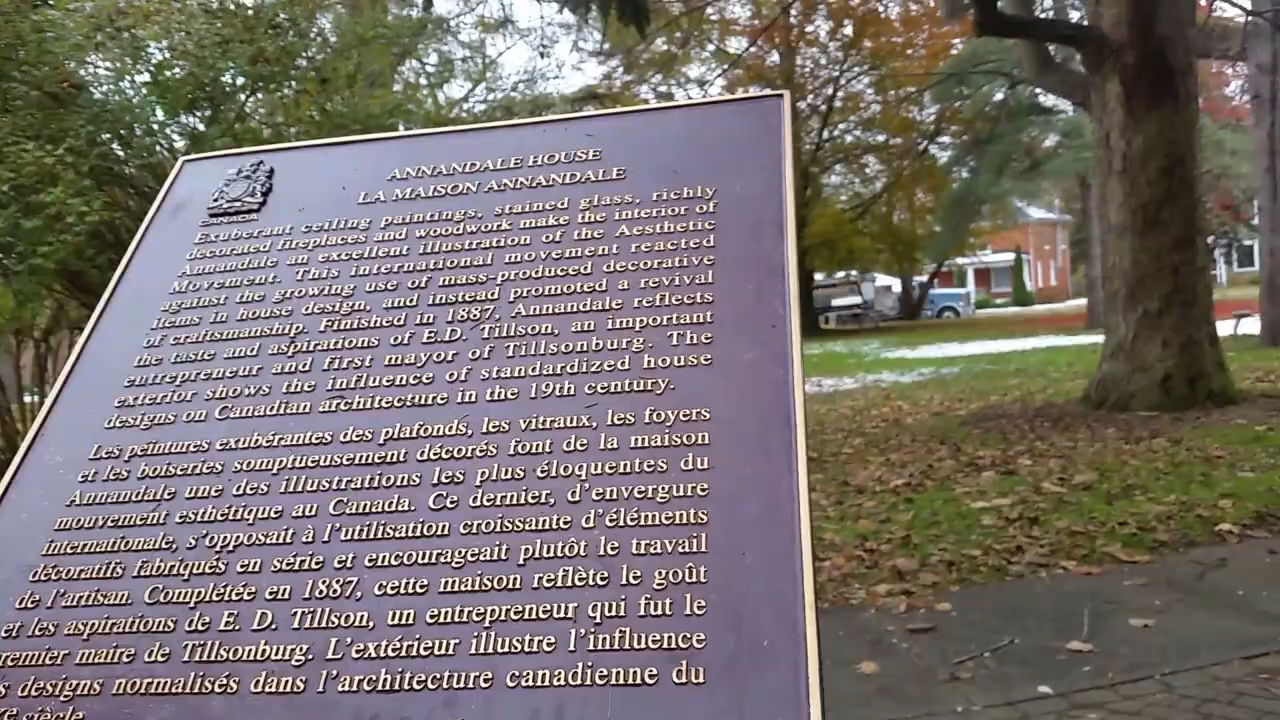 CANADA
ANNANDALE HOUSE
LA MAISON ANNANDALE
Exuberant ceiling paintings, stained glass, richly
decorated fireplaces and woodwork make the interior of
Annandale an excellent illustration of the Aesthetic
Movement. This international movement reacted
against the growing use of mass-produced decorative
items in house design, and instead promoted a revival
of craftsmanship. Finished in 1887, Annandale reflects
the taste and aspirations of E.D. Tillson, an important
entrepreneur and first mayor of Tillsonburg. The
exterior shows the influence of standardized house
designs on Canadian architecture in the 19th century.
Les peintures exubérantes des plafonds, les vitraux, les foyers
et les boiseries somptueusement décorés font de la maison
Annandale une des illustrations les plus éloquentes du
mouvement esthétique au Canada. Ce dernier, d'envergure
internationale, s'opposait à l'utilisation croissante d'éléments
décoratifs fabriqués en série et encourageait plutôt le travail
de l'artisan. Complétée en 1887, cette maison reflète le goût
et les aspirations de E. D. Tillson, un entrepreneur qui fut le
remier maire de Tillsonburg. L'extérieur illustre l'influence
s designs normalisés dans l'architecture canadienne du
siècle.